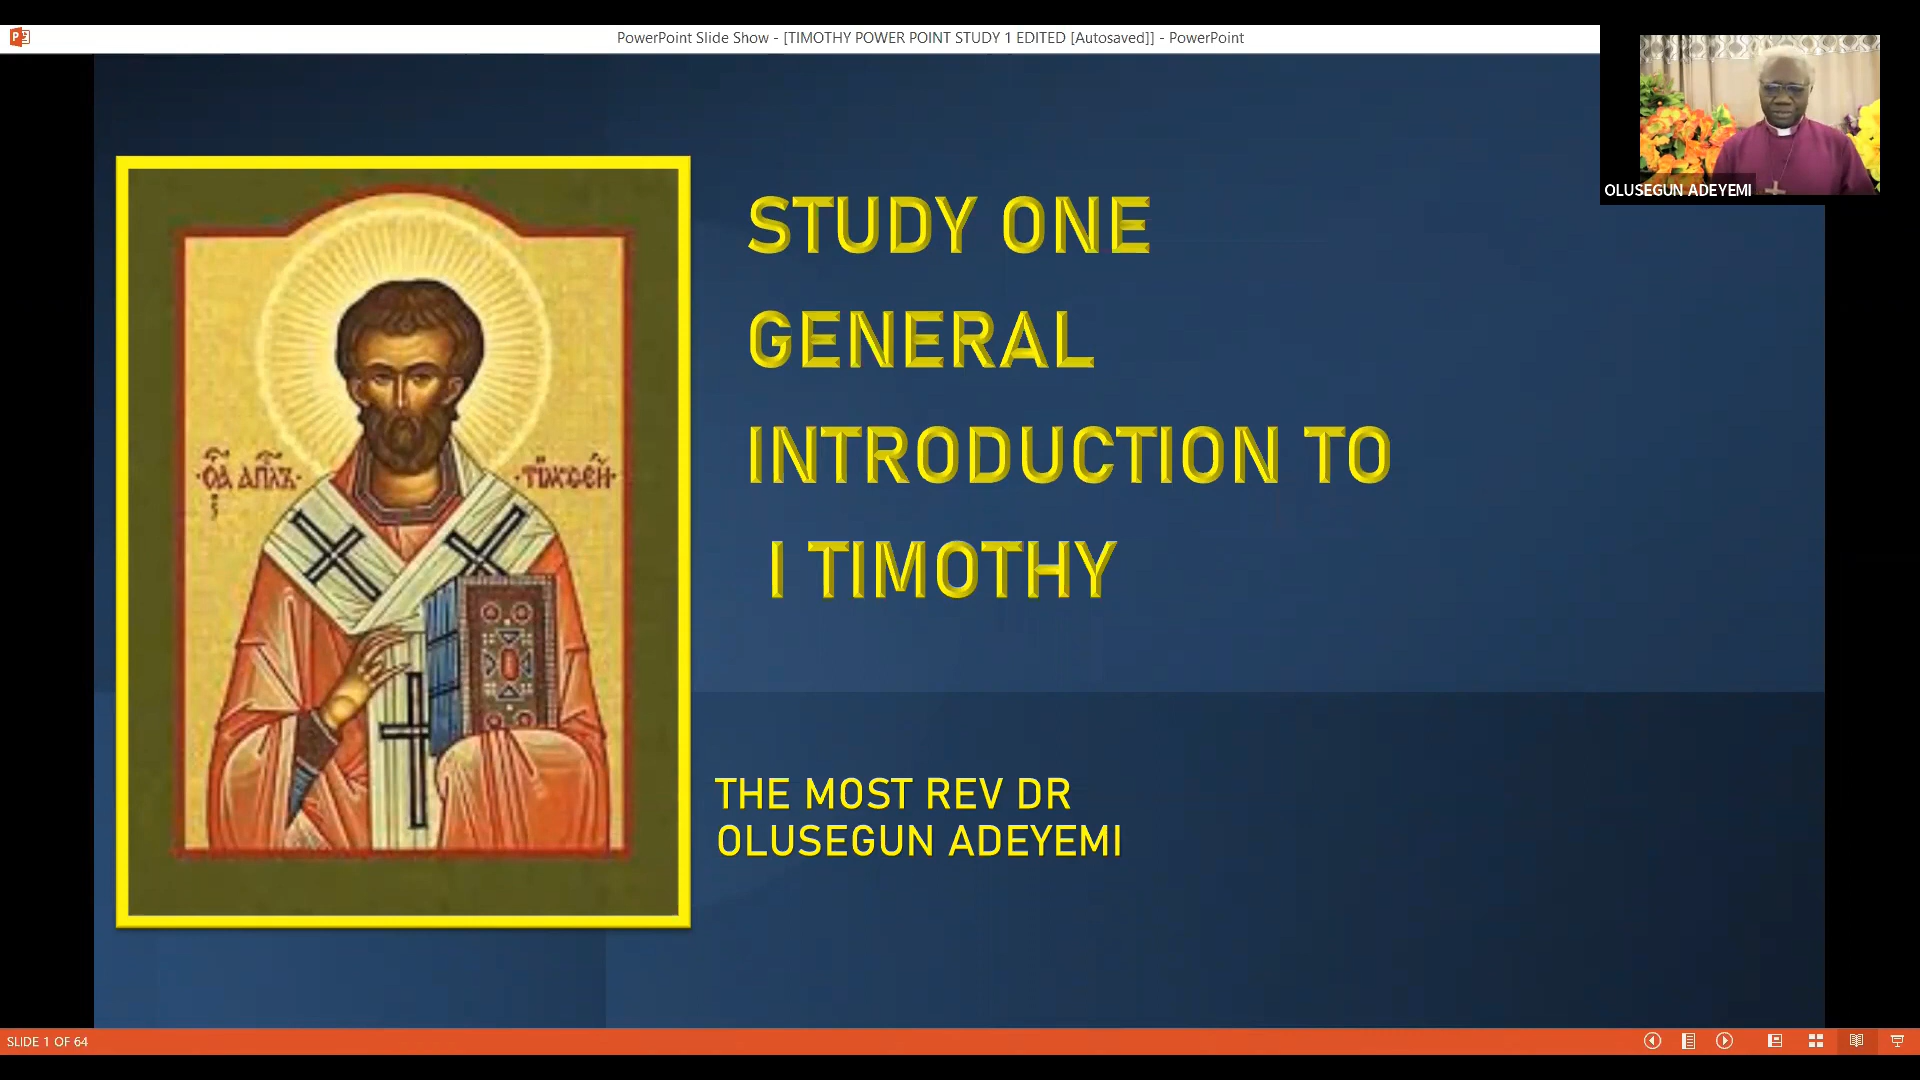 PowerPoint Slide Show - [TIMOTHY POWER POINT STUDY 1 EDITED [Autosaved]] - PowerPoint
OLUSEGUN ADEYEMI
STUDY ONE
GENERAL
INTRODUCTION TO
I TIMOTHY
THE MOST REV DR
OLUSEGUN ADEYEMI
SLIDE 1 OF 64